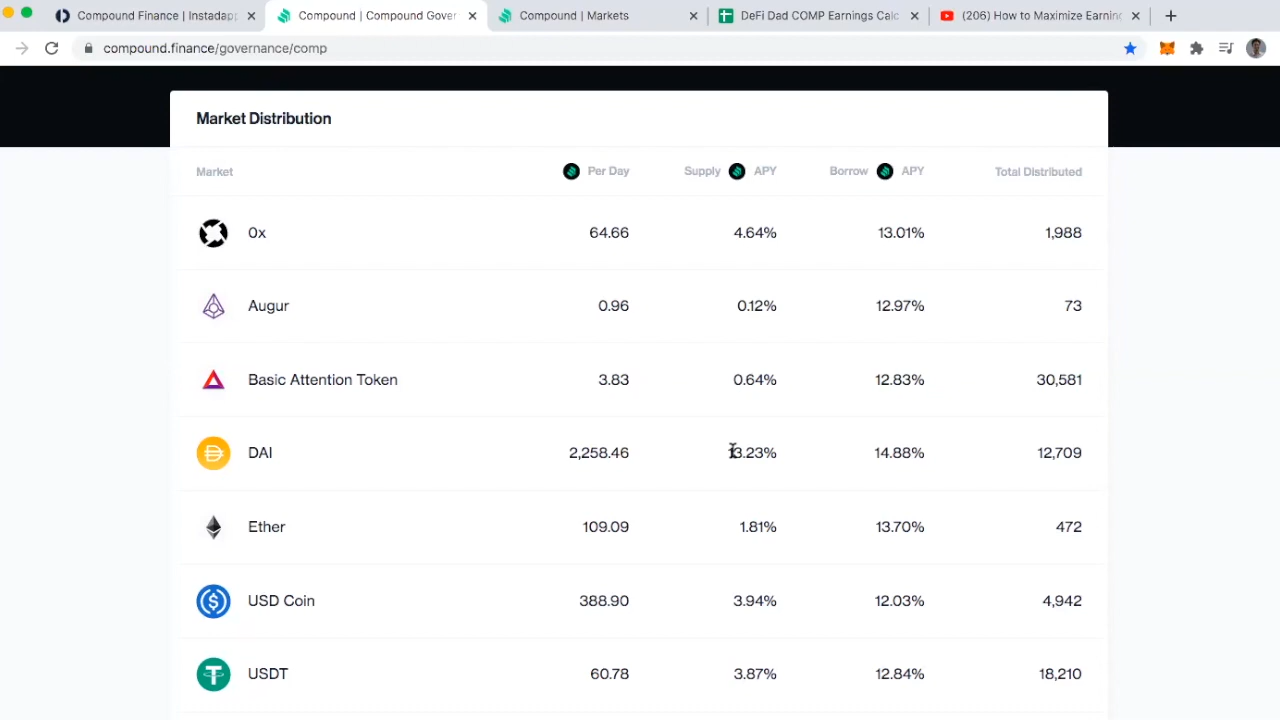 Compound Finance | Instadapp
Compound | Compound Gover
Compound | Markets
DeFi Dad COMP Earnings Calc
(206) How to Maximize Earning
compound.finance/governance/comp
Market Distribution
Market Per Day Supply APY Borrow APY Total Distributed
0x 64.66 4.64% 13.01% 1,988
Augur 0.96 0.12% 12.97% 73
Basic Attention Token 3.83 0.64% 12.83% 30,581
DAI 2,258.46 13.23% 14.88% 12,709
Ether 109.09 1.81% 13.70% 472
USD Coin 388.90 3.94% 12.03% 4,942
USDT 60.78 3.87% 12.84% 18,210